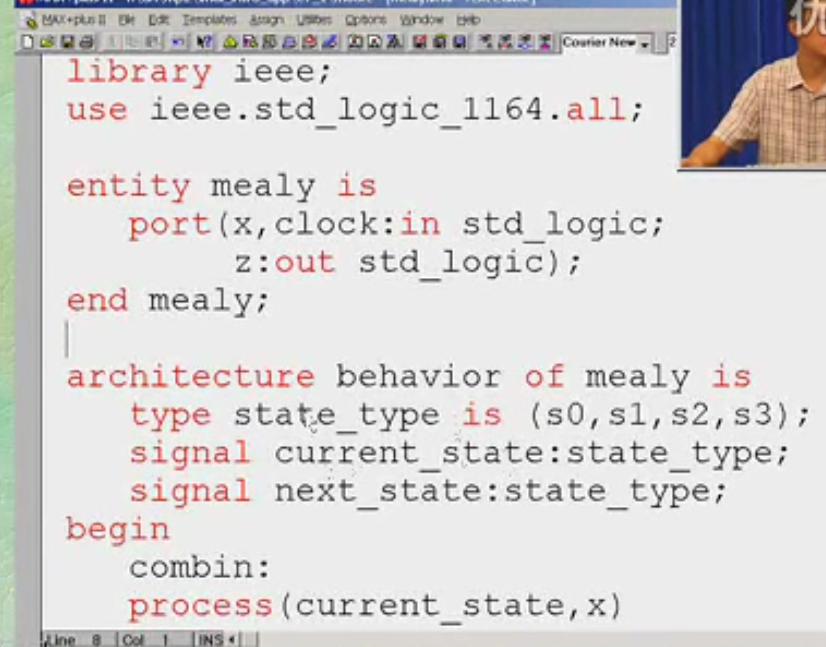 MAX+plus II File Edit Templates Assign Utilities Options Window Help
Courier New
library ieee;
use ieee.std_logic_1164.all;
entity mealy is
port(x,clock:in std_logic;
z:out std_logic);
end mealy;
architecture behavior of mealy is
type state_type is (s0,s1,s2,s3);
signal current_state:state_type;
signal next_state:state_type;
begin
combin:
process(current_state,x)
Line 8 Col 1 INS